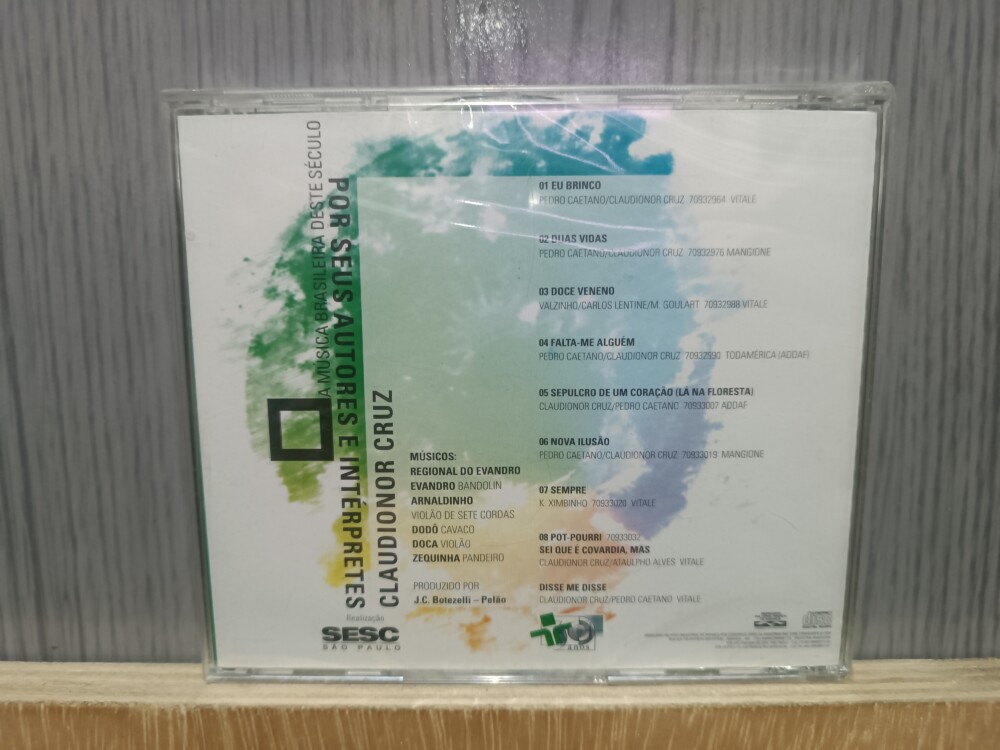 A MÚSICA BRASILEIRA DESTE SÉCULO
POR SEUS AUTORES E INTÉRPRETES
CLAUDIONOR CRUZ
MÚSICOS:
REGIONAL DO EVANDRO
EVANDRO BANDOLIN
ARNALDINHO
VIOLÃO DE SETE CORDAS
DODÔ CAVACO
DOCA VIOLÃO
ZEQUINHA PANDEIRO
PRODUZIDO POR
J.C. Botezelli – Pelão
Realização
SESC
SÃO PAULO
01 EU BRINCO
PEDRO CAETANO/CLAUDIONOR CRUZ 70932964 VITALE
02 DUAS VIDAS
PEDRO CAETANO/CLAUDIONOR CRUZ 70932976 MANGIONE
03 DOCE VENENO
VALZINHO/CARLOS LENTINE/M. GOULART 70932988 VITALE
04 FALTA-ME ALGUÉM
PEDRO CAETANO/CLAUDIONOR CRUZ 70932990 TODAMÉRICA (ADDAF)
05 SEPULCRO DE UM CORAÇÃO (LÁ NA FLORESTA)
CLAUDIONOR CRUZ/PEDRO CAETANO 70933007 ADDAF
06 NOVA ILUSÃO
PEDRO CAETANO/CLAUDIONOR CRUZ 70933019 MANGIONE
07 SEMPRE
K. XIMBINHO 70933020 VITALE
08 POT-POURRI 70933032
SEI QUE É COVARDIA, MAS
CLAUDIONOR CRUZ/ATAULPHO ALVES VITALE
DISSE ME DISSE
CLAUDIONOR CRUZ/PEDRO CAETANO VITALE
anos